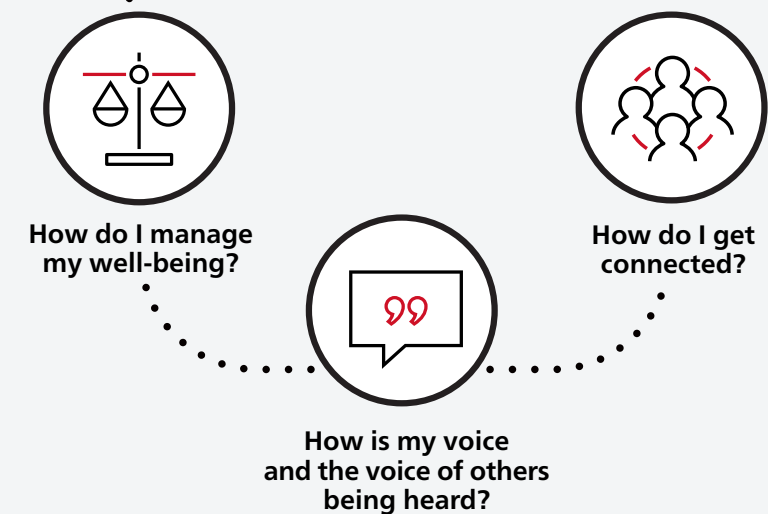 How do I manage
my well-being?
How do I get
connected?
How is my voice
and the voice of others
being heard?